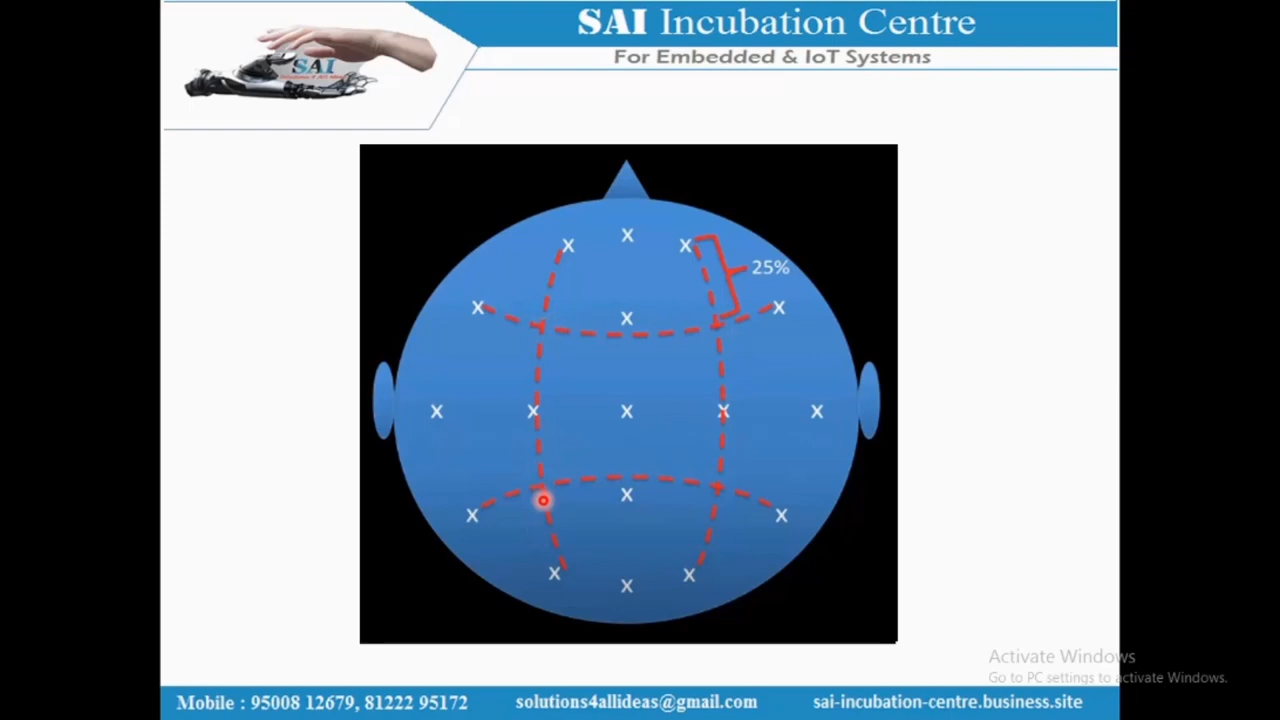 SAI Incubation Centre
For Embedded & IoT Systems
SAI
X X X
25%
X X X
X X X X X
X X X
X X X
Activate Windows
Go to PC settings to activate Windows.
Mobile : 95008 12679, 81222 95172 solutions4allideas@gmail.com sai-incubation-centre.business.site